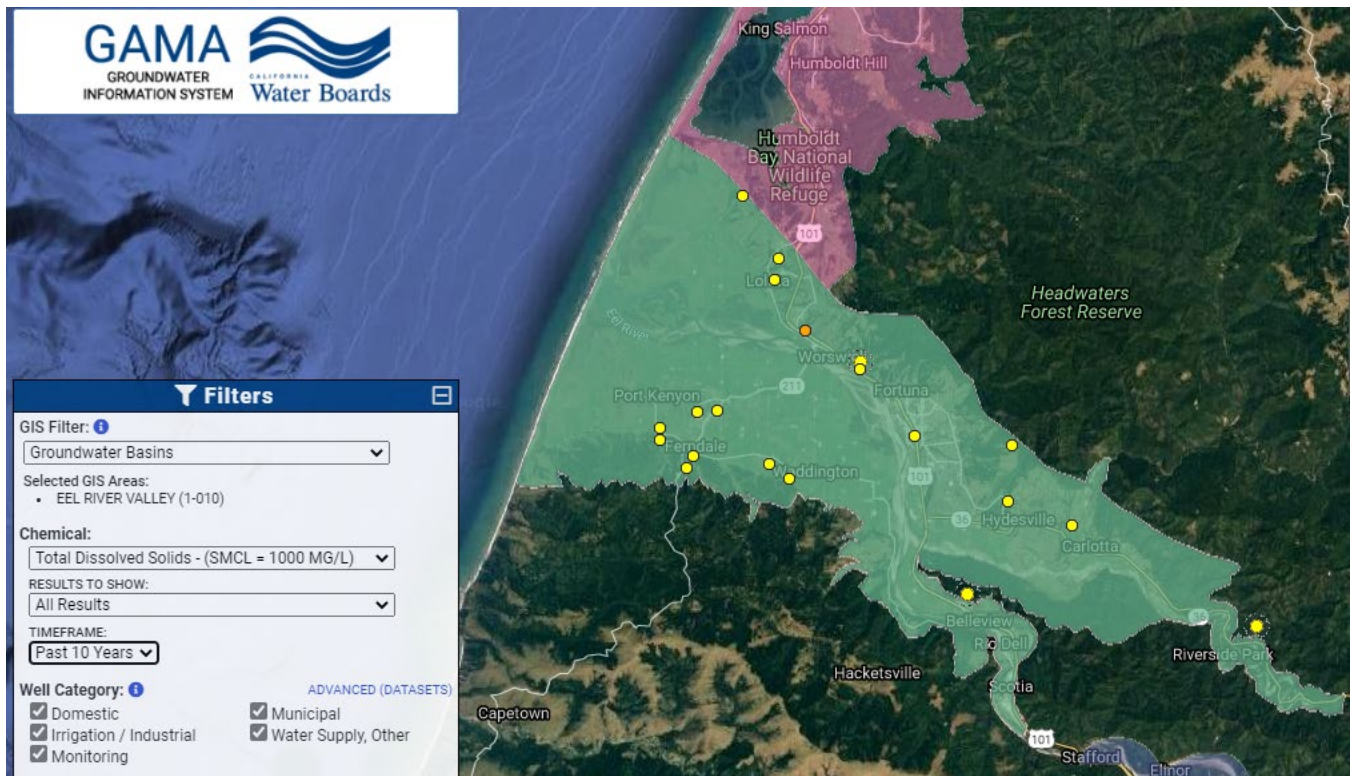 GAMA
GROUNDWATER
INFORMATION SYSTEM
CALIFORNIA
Water Boards
King Salmon
Humboldt Hill
Humboldt
Bay National
Wildlife
Refuge
101
Headwaters
Forest Reserve
Eel River
211
Port Kenyon
Fortuna
Ferndale
Waddington
101
36
Hydesville
Carlotta
Belleview
Rio Dell
36
Riverside Park
Hacketsville
Scotia
Capetown
101
Stafford
Elinor
Filters
GIS Filter:
Groundwater Basins
Selected GIS Areas:
• EEL RIVER VALLEY (1-010)
Chemical:
Total Dissolved Solids - (SMCL = 1000 MG/L)
RESULTS TO SHOW:
All Results
TIMEFRAME:
Past 10 Years
Well Category:
ADVANCED (DATASETS)
Domestic
Municipal
Irrigation / Industrial
Water Supply, Other
Monitoring